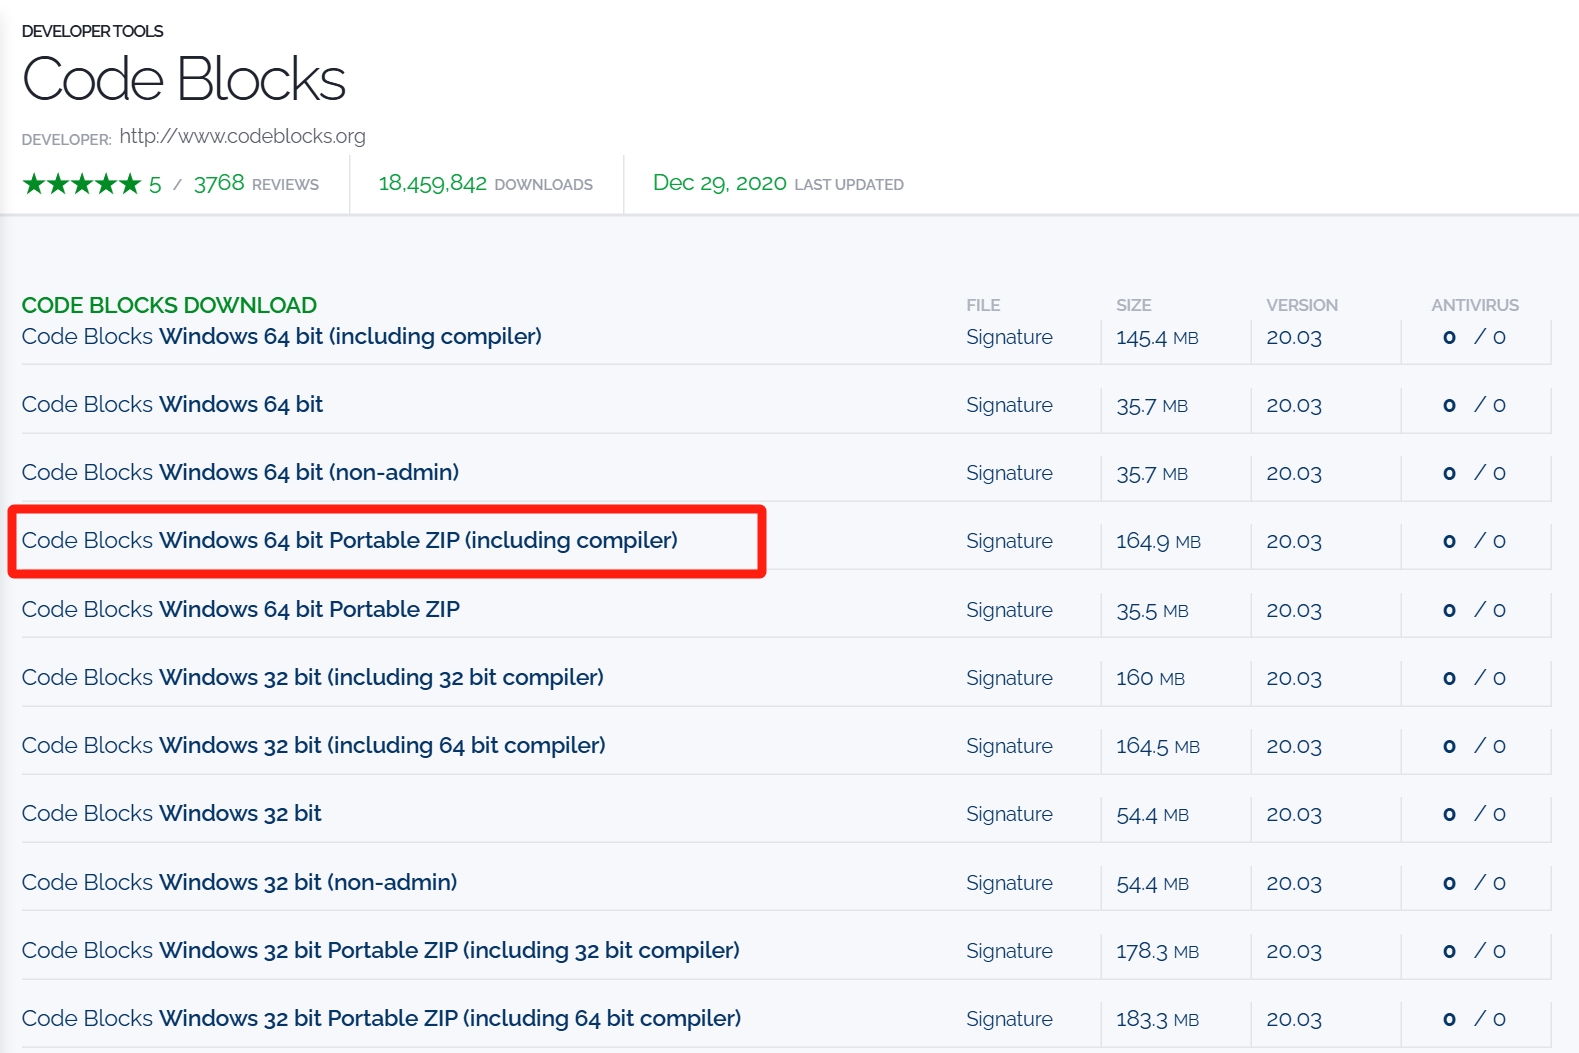 DEVELOPER TOOLS
Code Blocks
DEVELOPER: http://www.codeblocks.org
★★★★★ 5 / 3768 REVIEWS 18,459,842 DOWNLOADS Dec 29, 2020 LAST UPDATED
CODE BLOCKS DOWNLOAD FILE SIZE VERSION ANTIVIRUS
Code Blocks Windows 64 bit (including compiler) Signature 145.4 MB 20.03 0 / 0
Code Blocks Windows 64 bit Signature 35.7 MB 20.03 0 / 0
Code Blocks Windows 64 bit (non-admin) Signature 35.7 MB 20.03 0 / 0
Code Blocks Windows 64 bit Portable ZIP (including compiler) Signature 164.9 MB 20.03 0 / 0
Code Blocks Windows 64 bit Portable ZIP Signature 35.5 MB 20.03 0 / 0
Code Blocks Windows 32 bit (including 32 bit compiler) Signature 160 MB 20.03 0 / 0
Code Blocks Windows 32 bit (including 64 bit compiler) Signature 164.5 MB 20.03 0 / 0
Code Blocks Windows 32 bit Signature 54.4 MB 20.03 0 / 0
Code Blocks Windows 32 bit (non-admin) Signature 54.4 MB 20.03 0 / 0
Code Blocks Windows 32 bit Portable ZIP (including 32 bit compiler) Signature 178.3 MB 20.03 0 / 0
Code Blocks Windows 32 bit Portable ZIP (including 64 bit compiler) Signature 183.3 MB 20.03 0 / 0